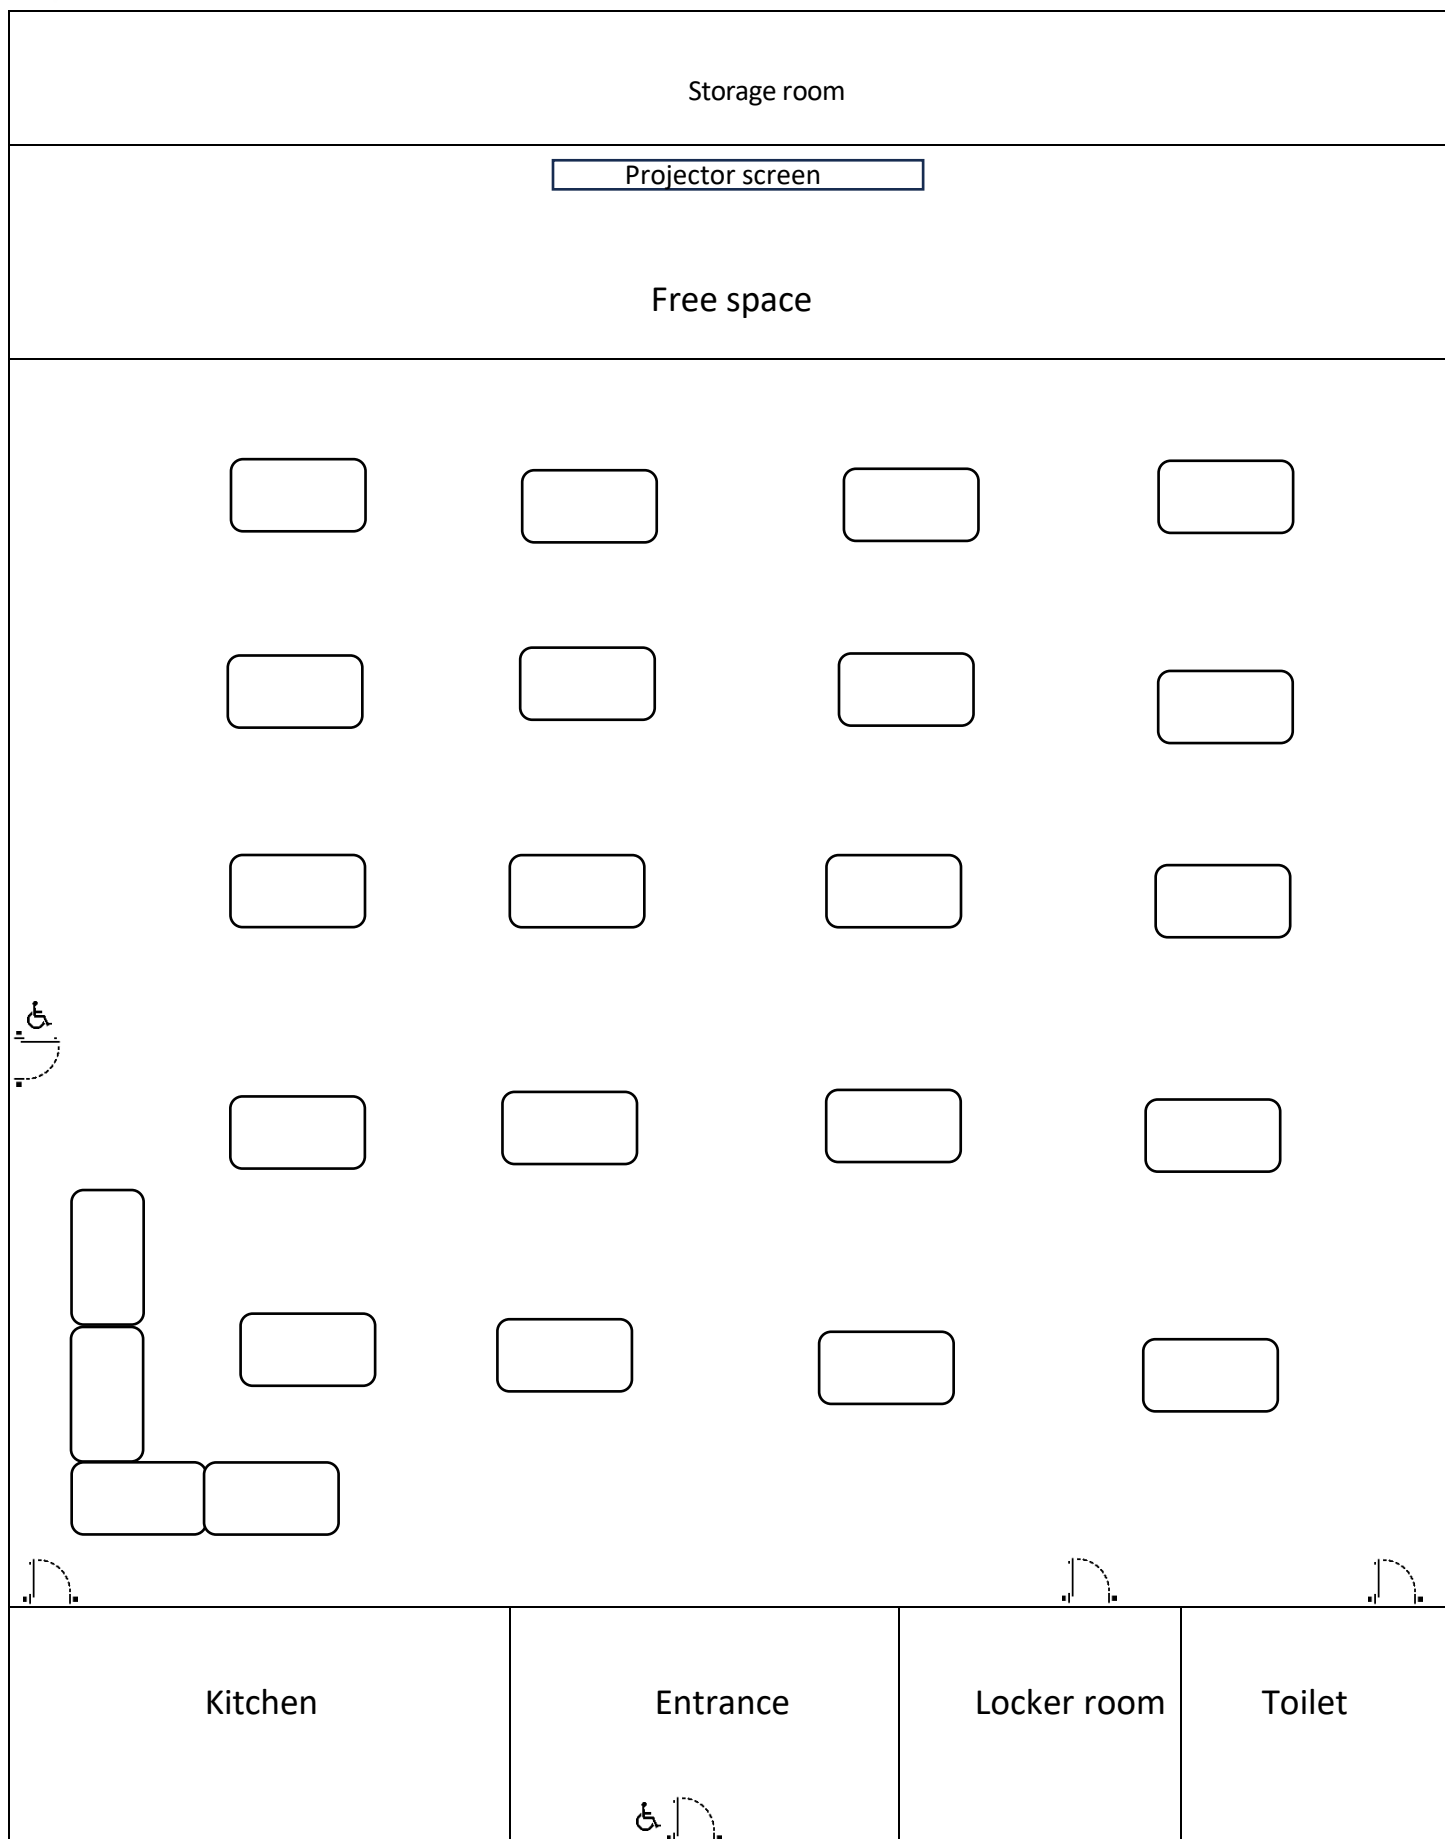 Storage room
Projector screen
Free space
Kitchen
Entrance
Locker room
Toilet